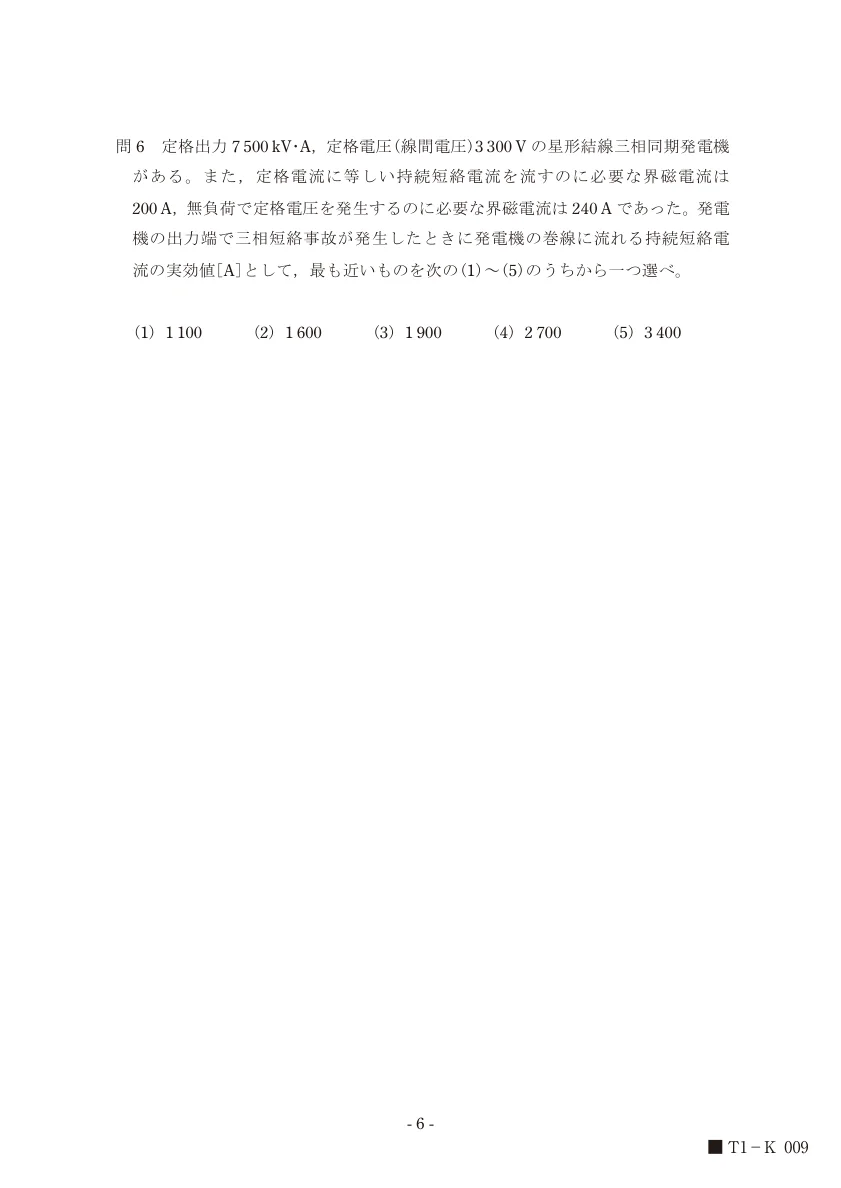 問6 定格出力 7 500 kV･A，定格電圧(線間電圧)3 300 V の星形結線三相同期発電機
がある。また，定格電流に等しい持続短絡電流を流すのに必要な界磁電流は
200 A，無負荷で定格電圧を発生するのに必要な界磁電流は 240 A であった。発電
機の出力端で三相短絡事故が発生したときに発電機の巻線に流れる持続短絡電
流の実効値[A]として，最も近いものを次の(1)～(5)のうちから一つ選べ。
(1) 1 100 (2) 1 600 (3) 1 900 (4) 2 700 (5) 3 400
- 6 -
■ T1－K 009